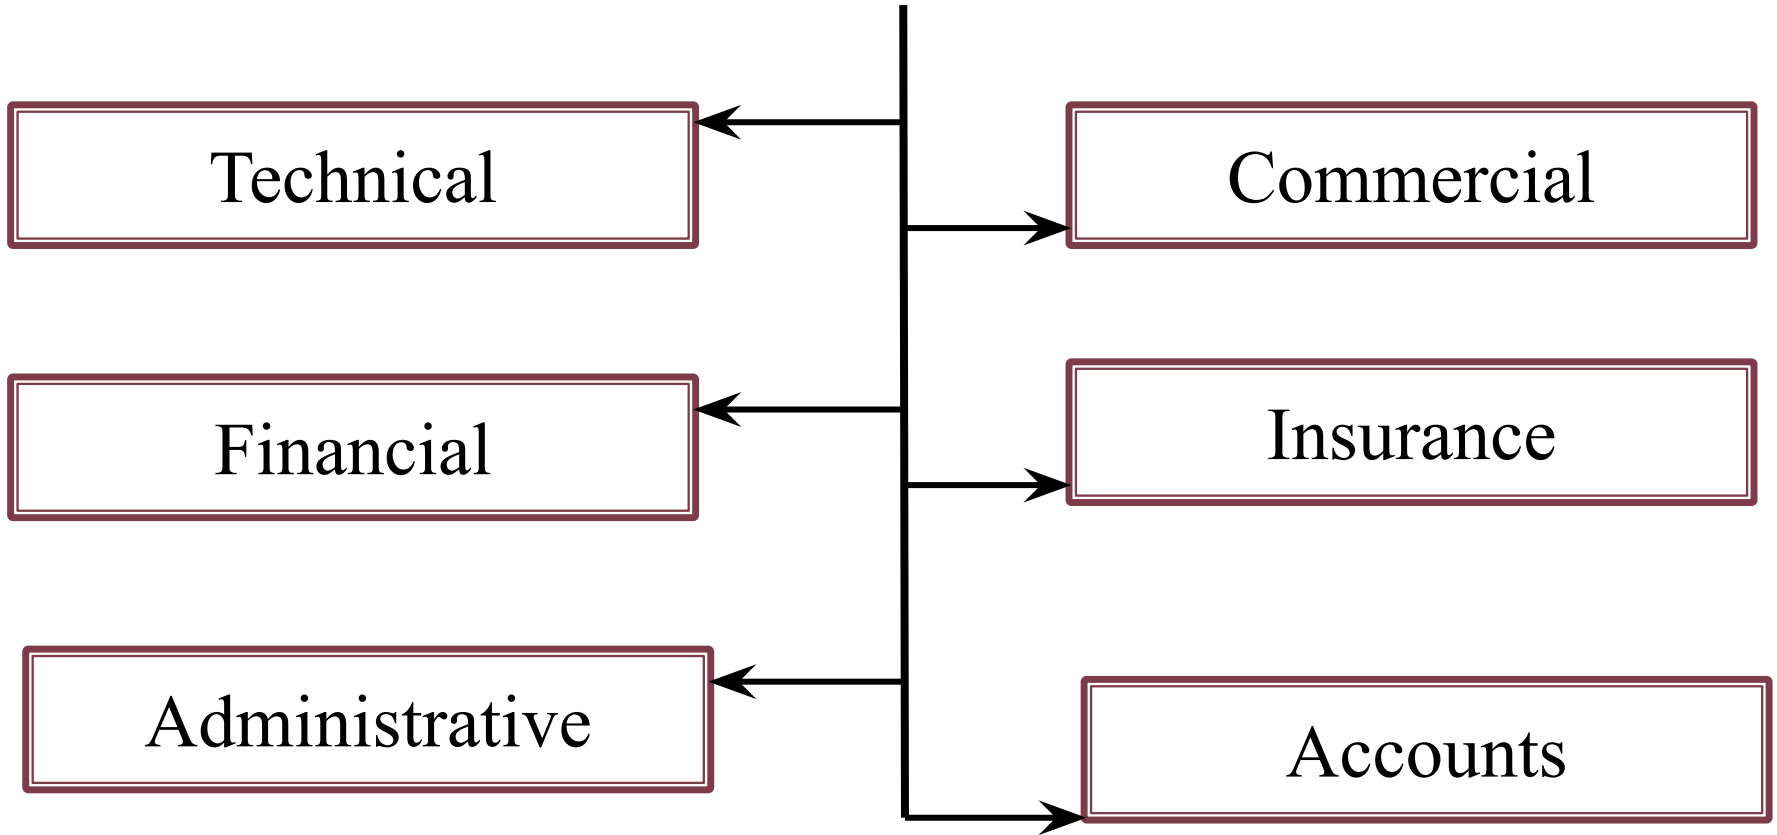 Technical
Commercial
Financial
Insurance
Administrative
Accounts